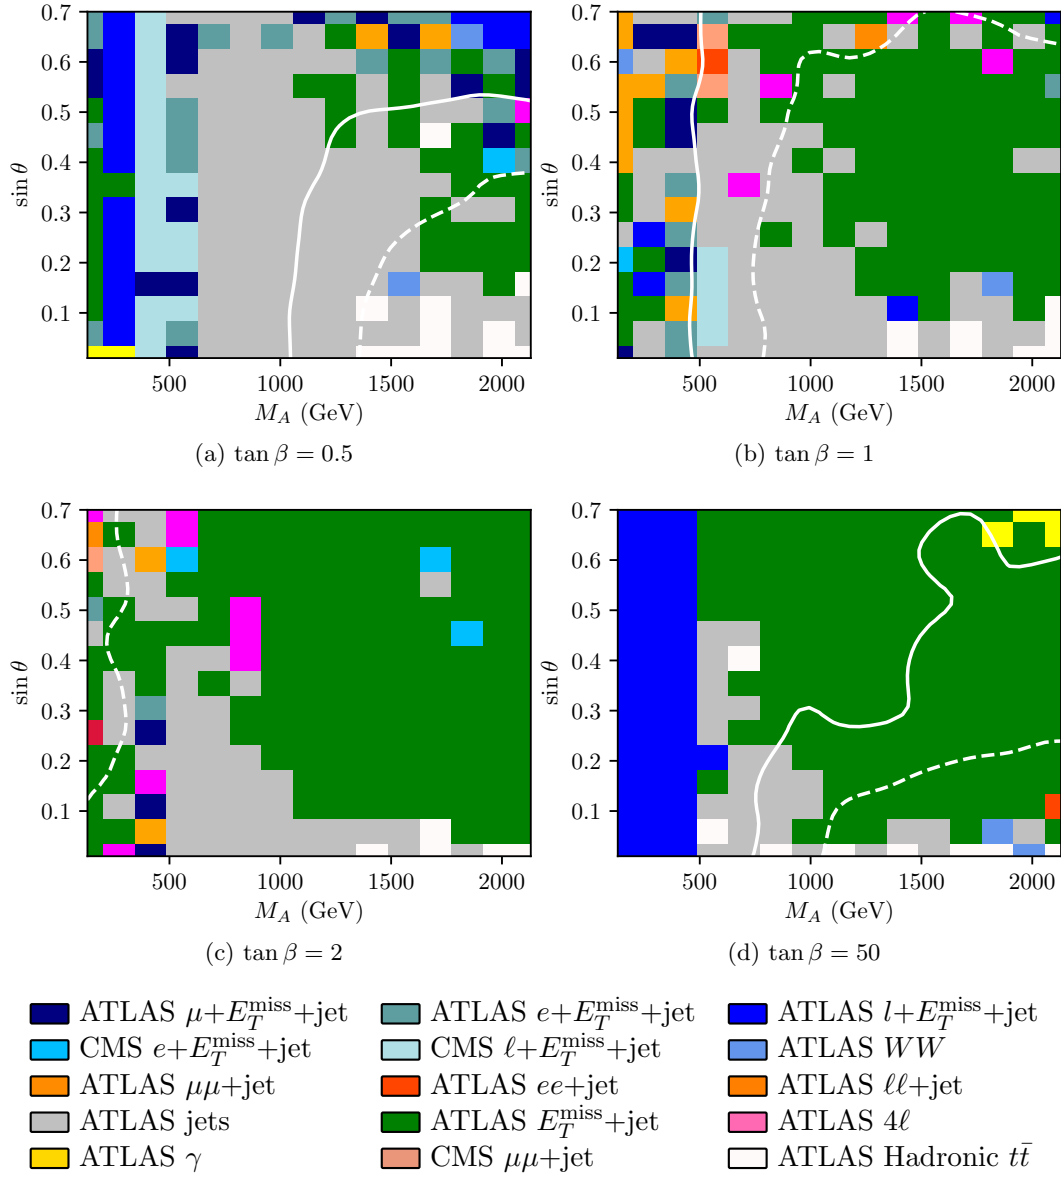 0.7 0.6 0.5 0.4 0.3 0.2 0.1
sin θ
500 1000 1500 2000
M_A (GeV)
(a) tan β = 0.5
0.7 0.6 0.5 0.4 0.3 0.2 0.1
sin θ
500 1000 1500 2000
M_A (GeV)
(b) tan β = 1
0.7 0.6 0.5 0.4 0.3 0.2 0.1
sin θ
500 1000 1500 2000
M_A (GeV)
(c) tan β = 2
0.7 0.6 0.5 0.4 0.3 0.2 0.1
sin θ
500 1000 1500 2000
M_A (GeV)
(d) tan β = 50
ATLAS μ+E_T^miss+jet ATLAS e+E_T^miss+jet ATLAS l+E_T^miss+jet
CMS e+E_T^miss+jet CMS ℓ+E_T^miss+jet ATLAS WW
ATLAS μμ+jet ATLAS ee+jet ATLAS ℓℓ+jet
ATLAS jets ATLAS E_T^miss+jet ATLAS 4ℓ
ATLAS γ CMS μμ+jet ATLAS Hadronic tt̄